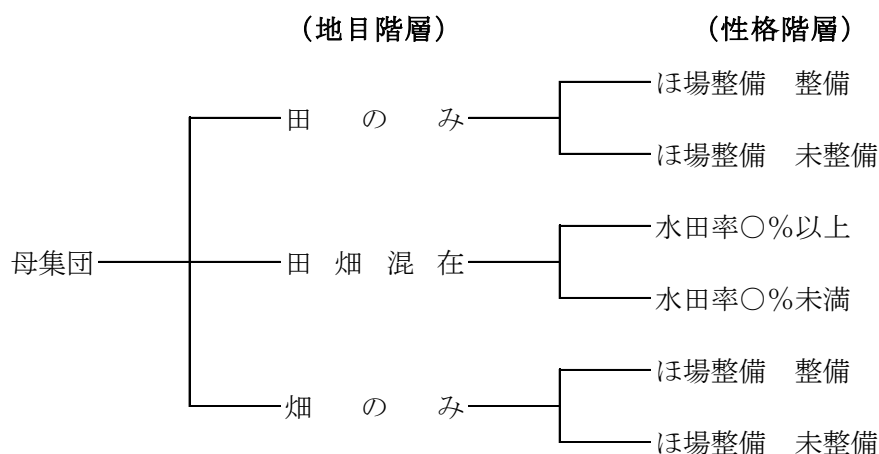 (地目階層) (性格階層)
ほ場整備 整備
田のみ
ほ場整備 未整備
水田率○%以上
母集団 田畑混在
水田率○%未満
ほ場整備 整備
畑のみ
ほ場整備 未整備